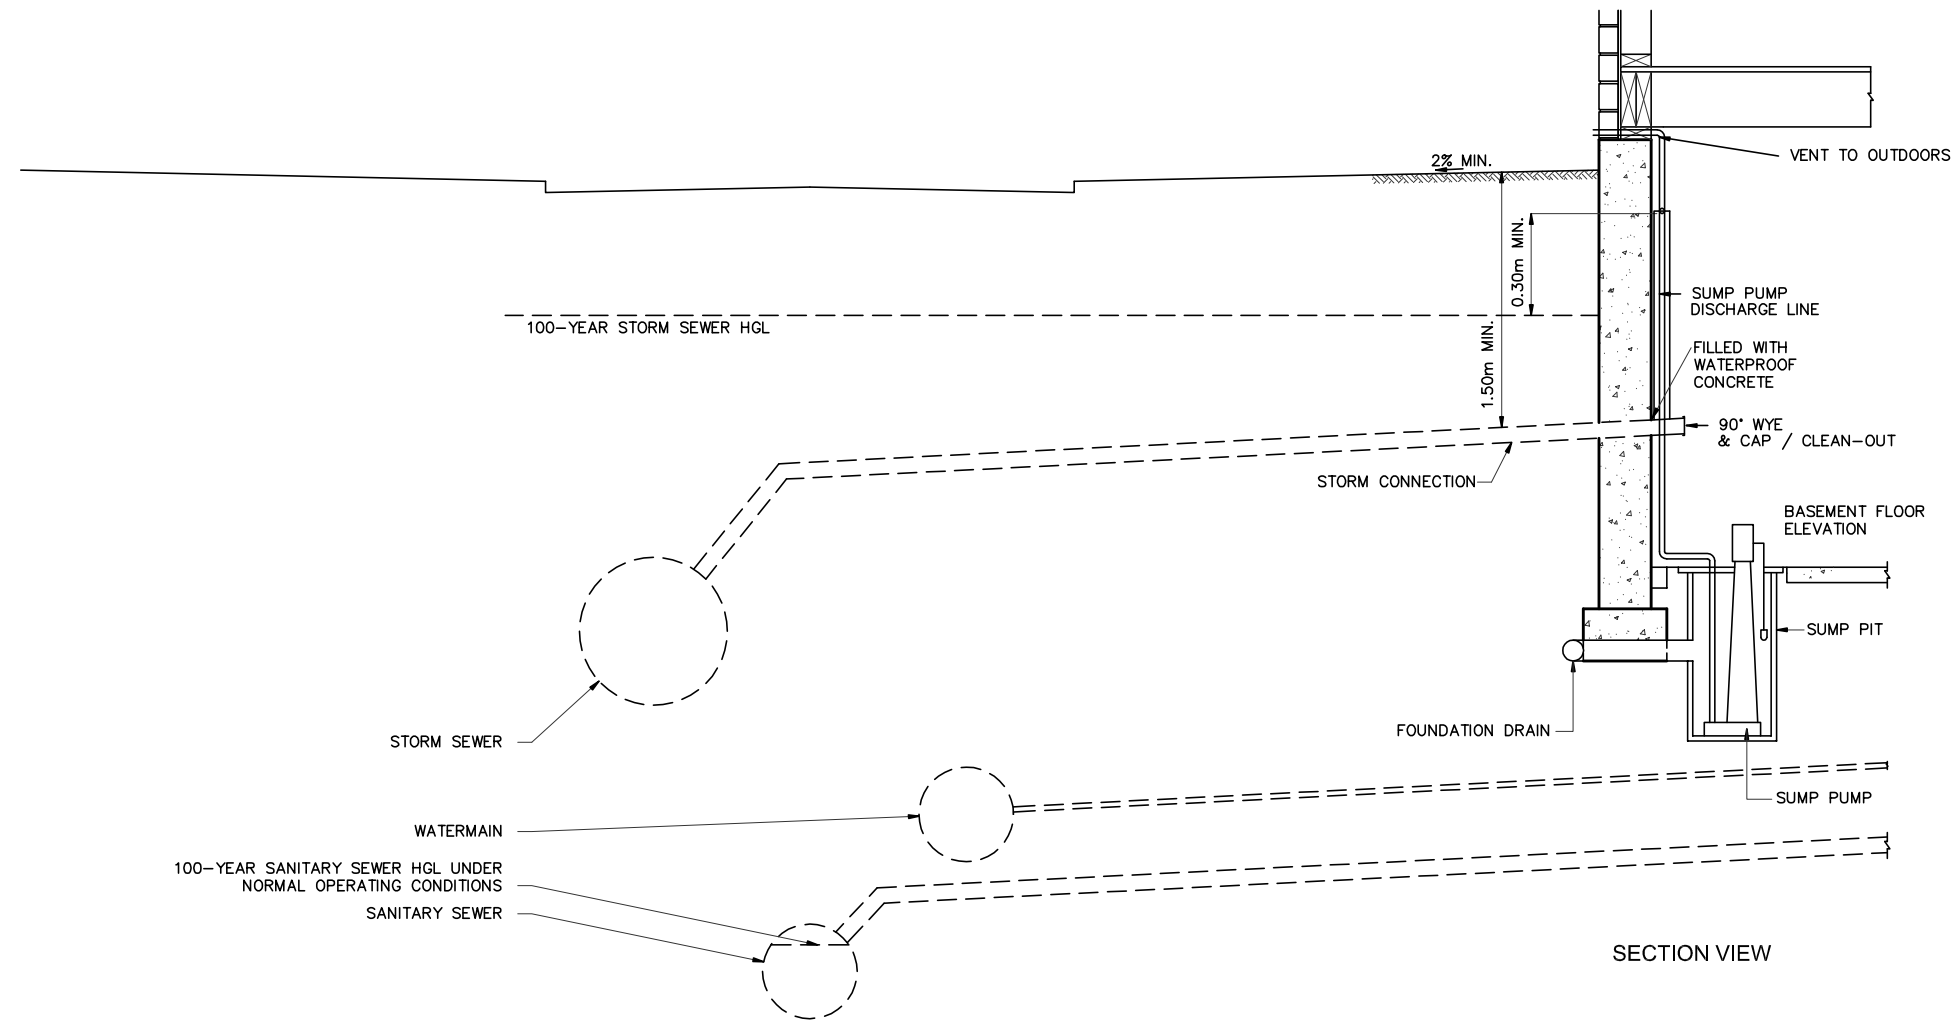 2% MIN.
VENT TO OUTDOORS
0.30m MIN.
SUMP PUMP
DISCHARGE LINE
100-YEAR STORM SEWER HGL
1.50m MIN.
FILLED WITH
WATERPROOF
CONCRETE
90° WYE
& CAP / CLEAN-OUT
STORM CONNECTION
BASEMENT FLOOR
ELEVATION
SUMP PIT
FOUNDATION DRAIN
STORM SEWER
SUMP PUMP
WATERMAIN
100-YEAR SANITARY SEWER HGL UNDER
NORMAL OPERATING CONDITIONS
SANITARY SEWER
SECTION VIEW